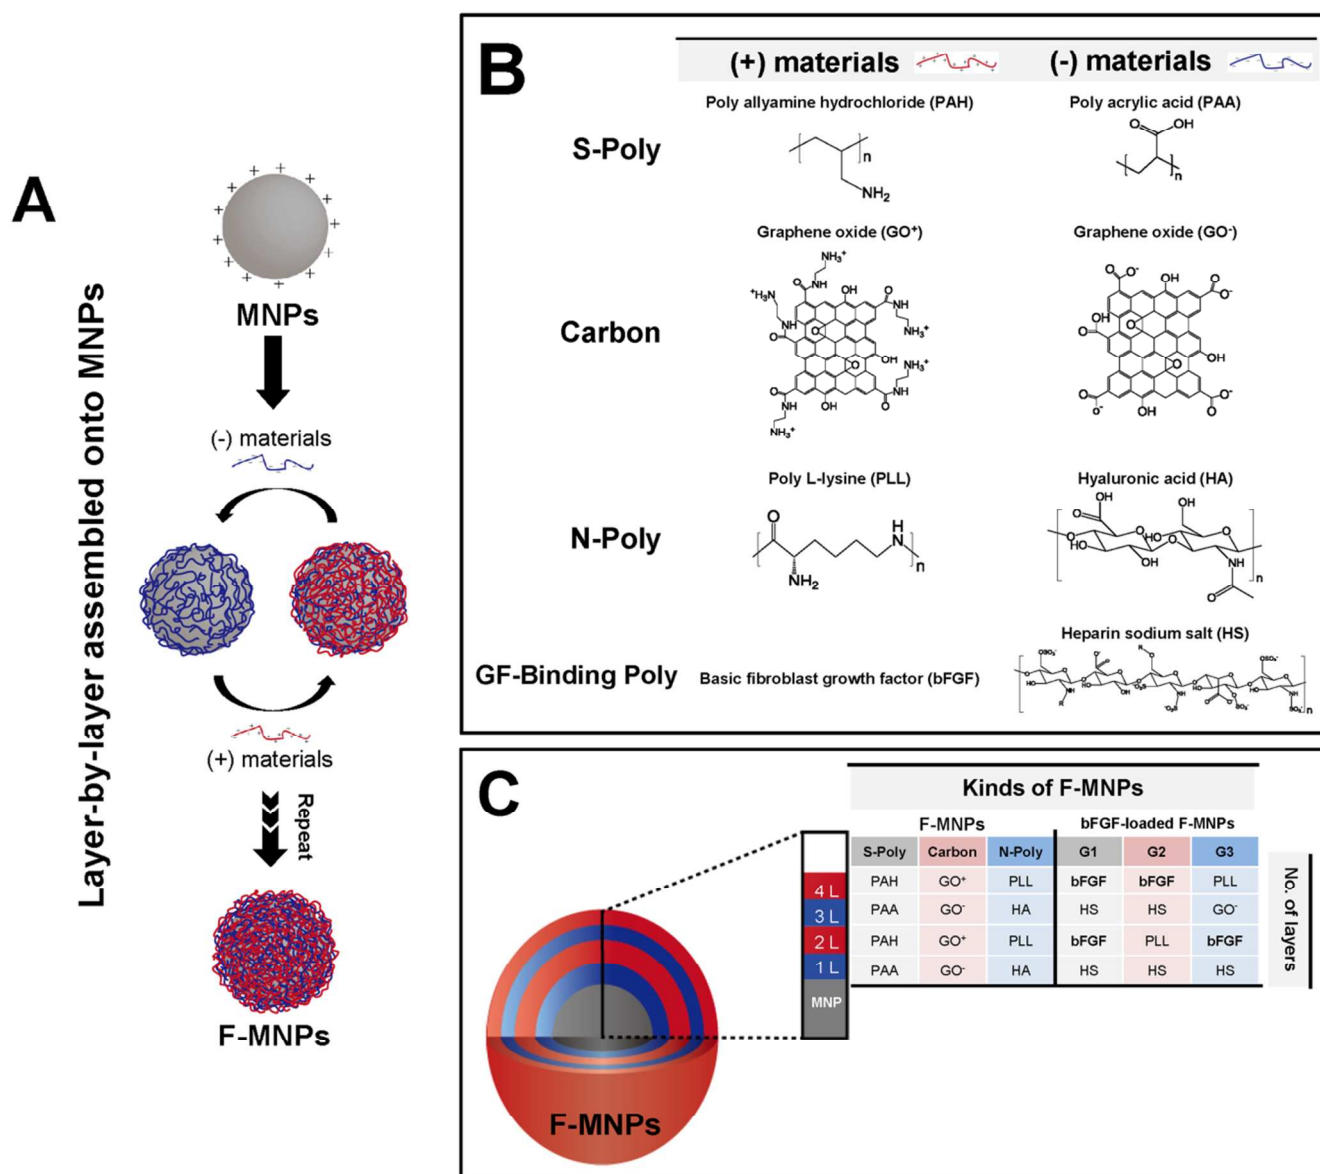 A
Layer-by-layer assembled onto MNPs
MNPs
(-) materials
(+) materials
Repeat
F-MNPs
B
(+) materials (-) materials
Poly allyamine hydrochloride (PAH) Poly acrylic acid (PAA)
S-Poly
n
NH₂
O OH
n
Graphene oxide (GO⁺) Graphene oxide (GO⁻)
Carbon
Poly L-lysine (PLL) Hyaluronic acid (HA)
N-Poly
O
H
N
NH₂
n
Heparin sodium salt (HS)
GF-Binding Poly Basic fibroblast growth factor (bFGF)
C
Kinds of F-MNPs
F-MNPs bFGF-loaded F-MNPs
S-Poly Carbon N-Poly G1 G2 G3
4 L PAH GO⁺ PLL bFGF bFGF PLL
3 L PAA GO⁻ HA HS HS GO⁻
2 L PAH GO⁺ PLL bFGF PLL bFGF
1 L PAA GO⁻ HA HS HS HS
MNP
No. of layers
F-MNPs